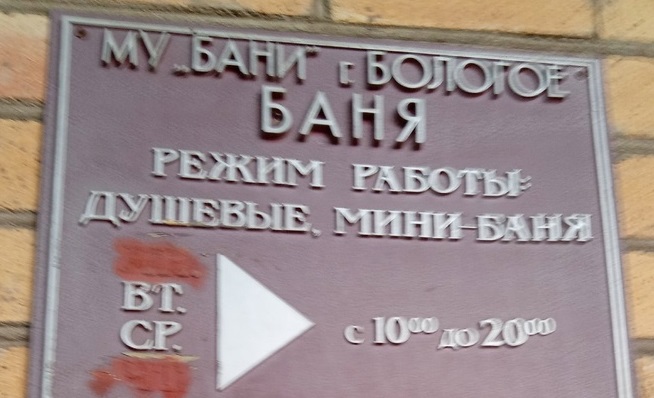 МУ „БАНИ" г. БОЛОГОЕ
БАНЯ
РЕЖИМ РАБОТЫ:
ДУШЕВЫЕ, МИНИ-БАНЯ
ВТ.
СР.
с 10⁰⁰ до 20⁰⁰